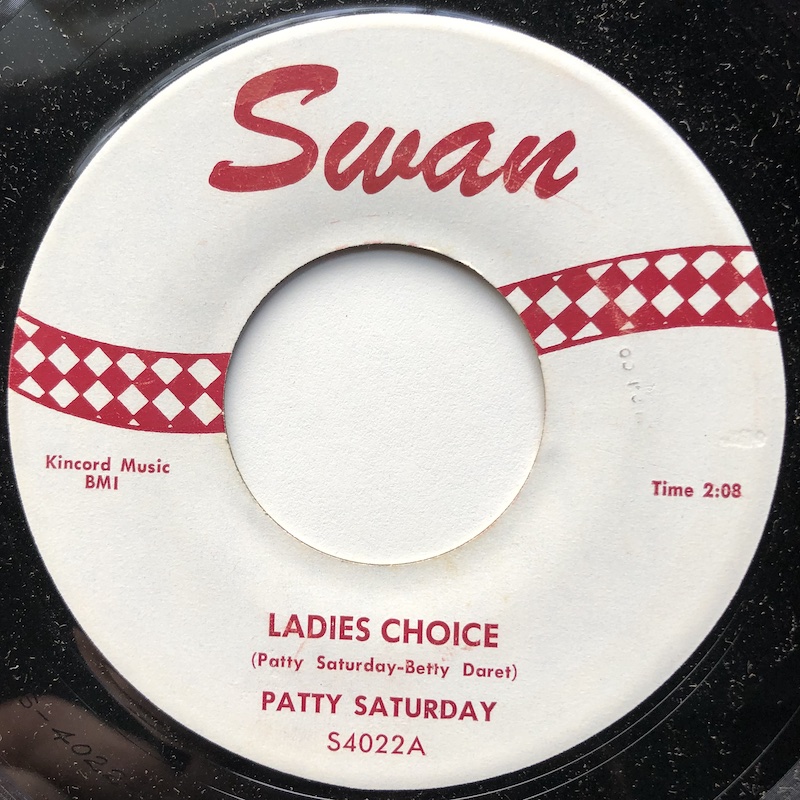 Swan
Kincord Music
BMI
Time 2:08
LADIES CHOICE
(Patty Saturday-Betty Daret)
PATTY SATURDAY
S4022A